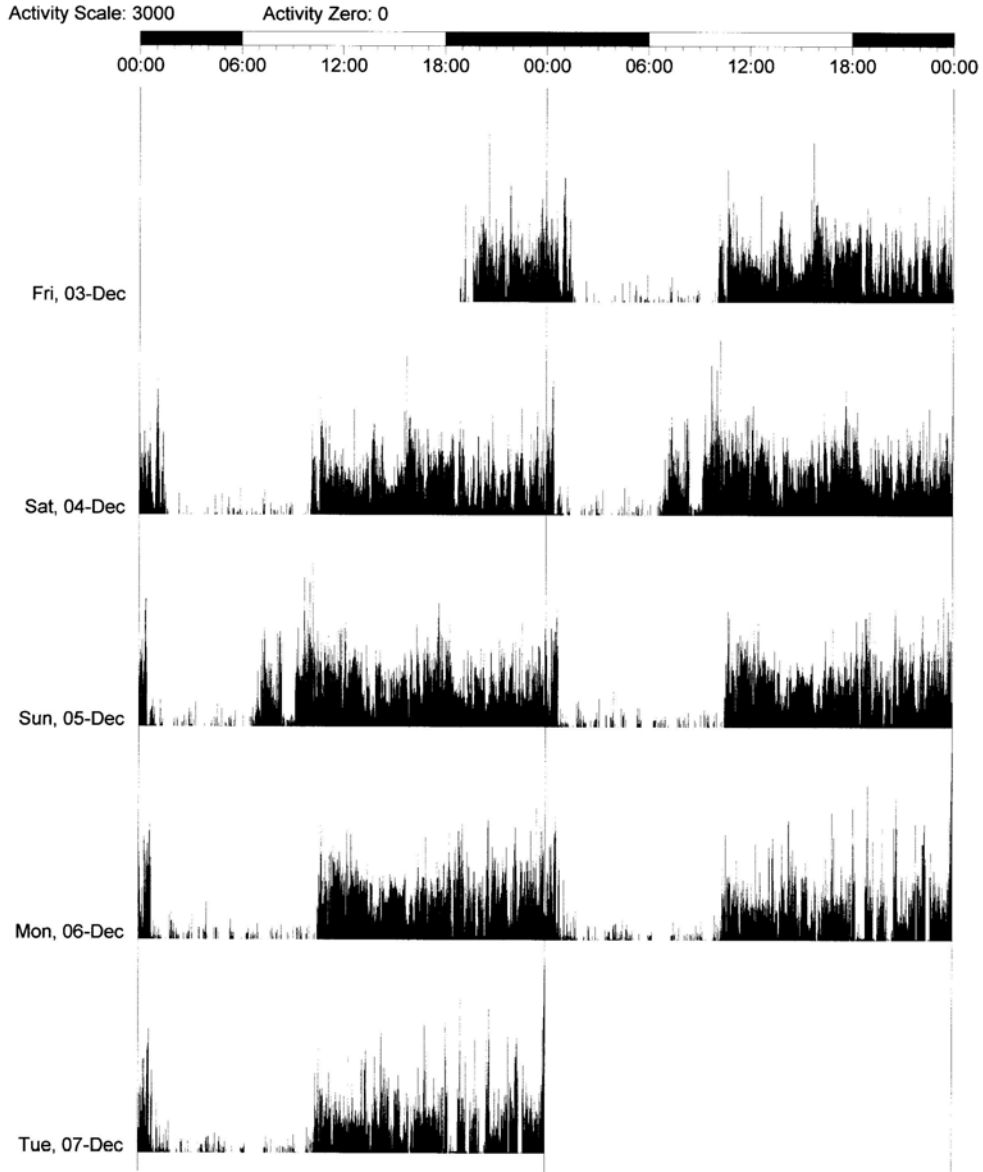 Activity Scale: 3000 Activity Zero: 0
00:00 06:00 12:00 18:00 00:00 06:00 12:00 18:00 00:00
Fri, 03-Dec
Sat, 04-Dec
Sun, 05-Dec
Mon, 06-Dec
Tue, 07-Dec